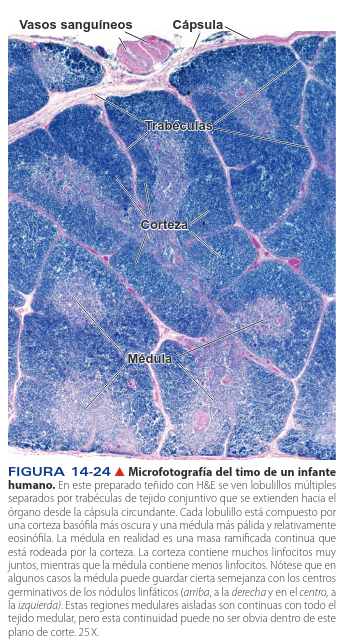 Vasos sanguíneos
Cápsula
Trabéculas
Corteza
Médula
FIGURA 14-24 ▲ Microfotografía del timo de un infante
humano. En este preparado teñido con H&E se ven lobulillos múltiples
separados por trabéculas de tejido conjuntivo que se extienden hacia el
órgano desde la cápsula circundante. Cada lobulillo está compuesto por
una corteza basófila más oscura y una médula más pálida y relativamente
eosinófila. La médula en realidad es una masa ramificada continua que
está rodeada por la corteza. La corteza contiene muchos linfocitos muy
juntos, mientras que la médula contiene menos linfocitos. Nótese que en
algunos casos la médula puede guardar cierta semejanza con los centros
germinativos de los nódulos linfáticos (arriba, a la derecha y en el centro, a
la izquierda). Estas regiones medulares aisladas son continuas con todo el
tejido medular, pero esta continuidad puede no ser obvia dentro de este
plano de corte. 25 X.